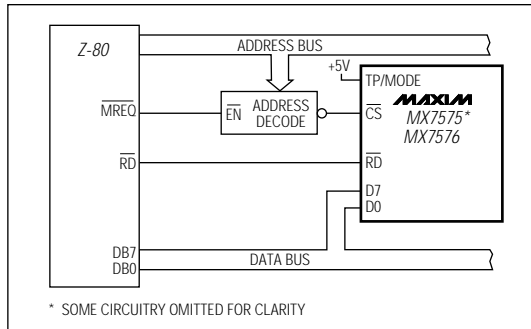 Z-80
ADDRESS BUS
+5V
TP/MODE
MAXIM
MREQ
EN
ADDRESS
DECODE
CS
MX7575*
MX7576
RD
RD
D7
D0
DB7
DB0
DATA BUS
* SOME CIRCUITRY OMITTED FOR CLARITY